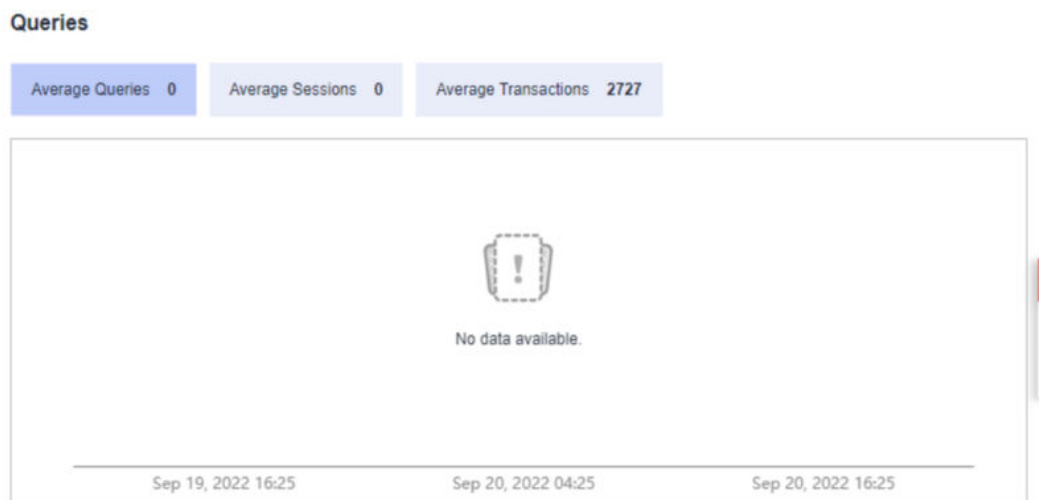 Queries
Average Queries 0 Average Sessions 0 Average Transactions 2727
!
No data available.
Sep 19, 2022 16:25 Sep 20, 2022 04:25 Sep 20, 2022 16:25